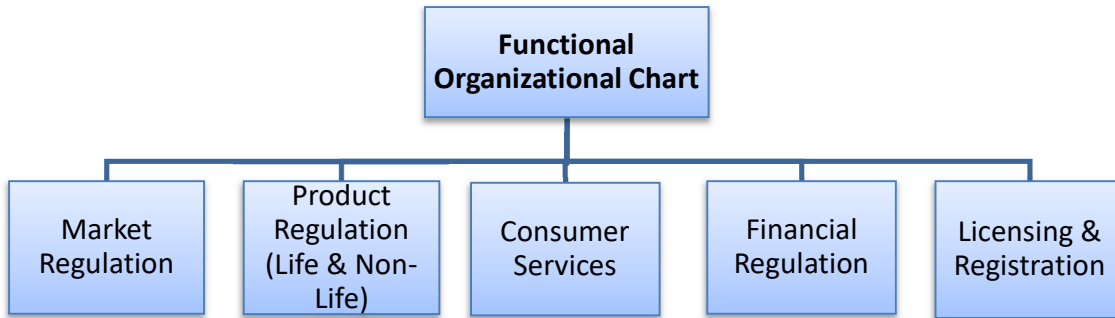 Functional
Organizational Chart
Market
Regulation
Product
Regulation
(Life & Non-
Life)
Consumer
Services
Financial
Regulation
Licensing &
Registration